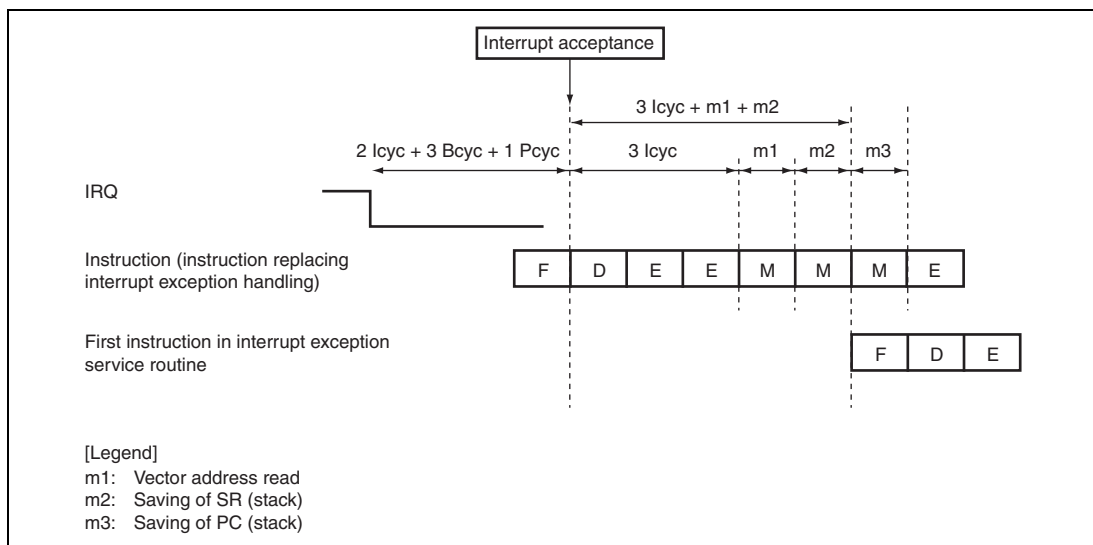 Interrupt acceptance
3 Icyc + m1 + m2
2 Icyc + 3 Bcyc + 1 Pcyc
3 Icyc
m1
m2
m3
IRQ
Instruction (instruction replacing
interrupt exception handling)
F D E E M M M E
First instruction in interrupt exception
service routine
F D E
[Legend]
m1: Vector address read
m2: Saving of SR (stack)
m3: Saving of PC (stack)